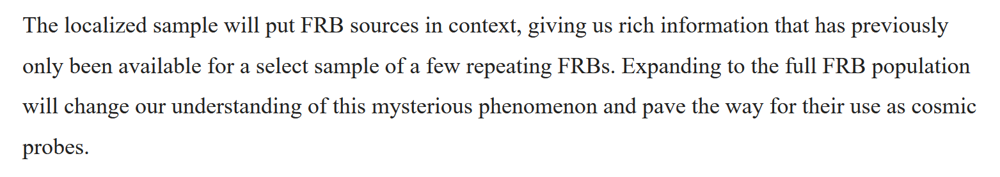 The localized sample will put FRB sources in context, giving us rich information that has previously
only been available for a select sample of a few repeating FRBs. Expanding to the full FRB population
will change our understanding of this mysterious phenomenon and pave the way for their use as cosmic
probes.